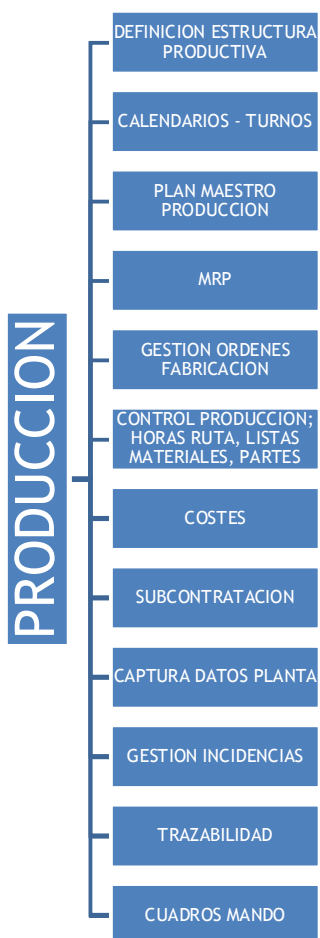 PRODUCCION
DEFINICION ESTRUCTURA
PRODUCTIVA
CALENDARIOS - TURNOS
PLAN MAESTRO
PRODUCCION
MRP
GESTION ORDENES
FABRICACION
CONTROL PRODUCCION;
HORAS RUTA, LISTAS
MATERIALES, PARTES
COSTES
SUBCONTRATACION
CAPTURA DATOS PLANTA
GESTION INCIDENCIAS
TRAZABILIDAD
CUADROS MANDO